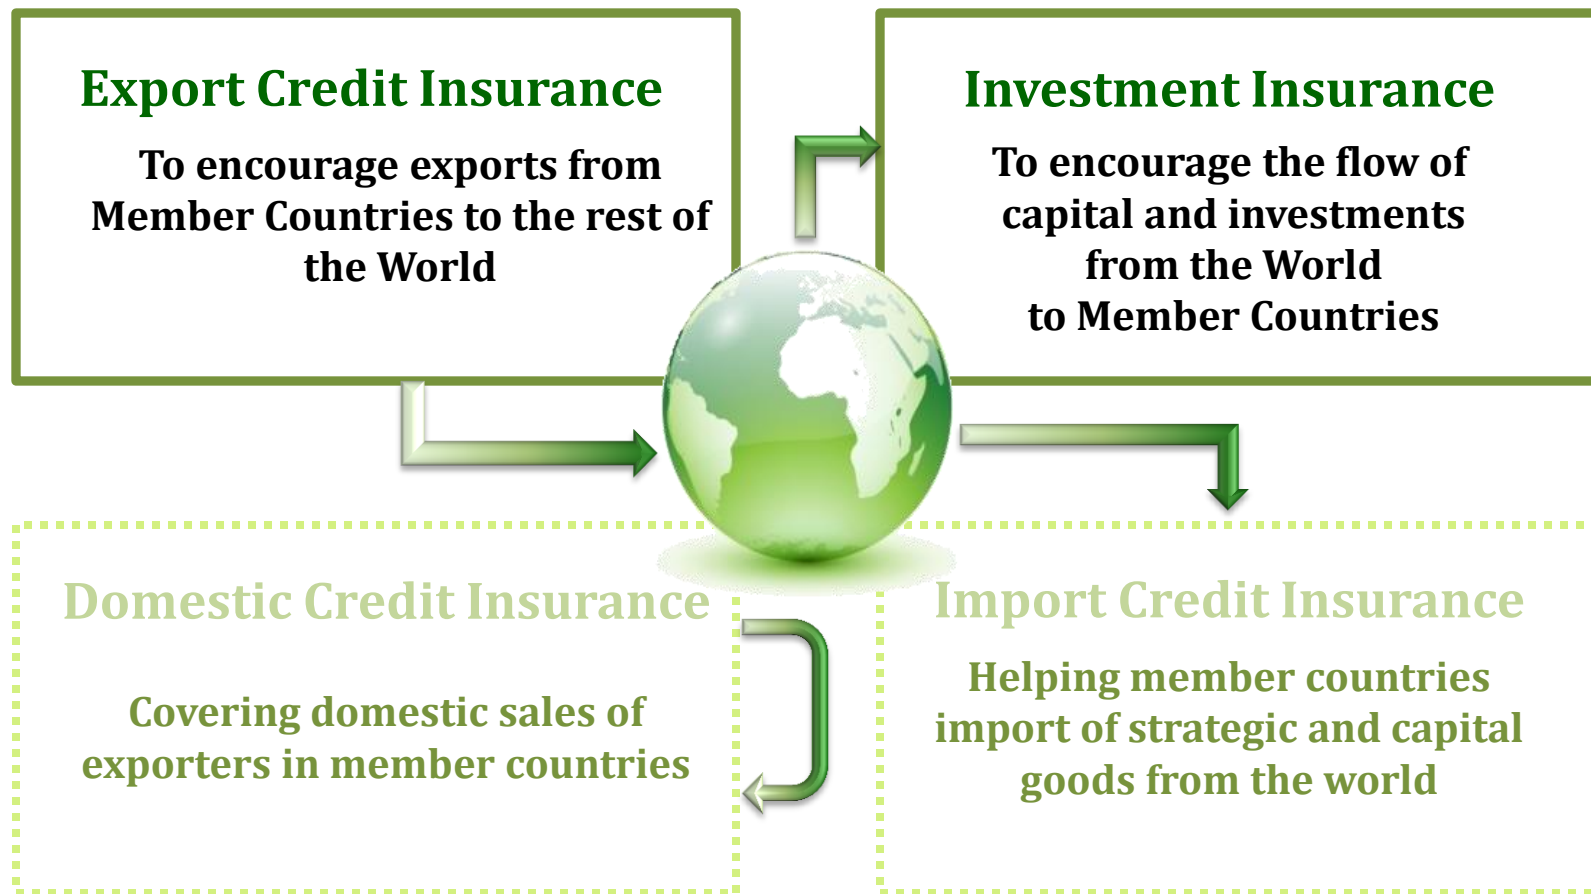 Export Credit Insurance
To encourage exports from
Member Countries to the rest of
the World
Investment Insurance
To encourage the flow of
capital and investments
from the World
to Member Countries
Domestic Credit Insurance
Covering domestic sales of
exporters in member countries
Import Credit Insurance
Helping member countries
import of strategic and capital
goods from the world